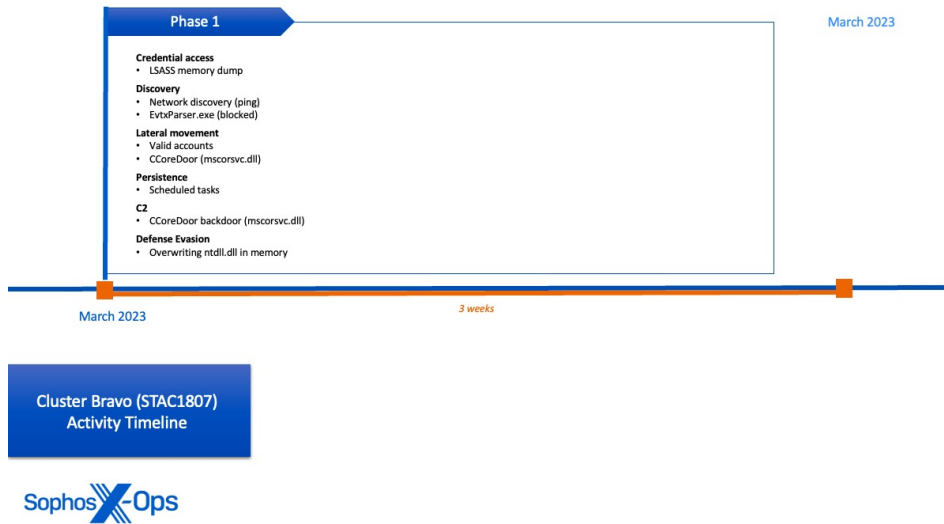 Phase 1
March 2023
Credential access
• LSASS memory dump
Discovery
• Network discovery (ping)
• EvtxParser.exe (blocked)
Lateral movement
• Valid accounts
• CCoreDoor (mscorsvc.dll)
Persistence
• Scheduled tasks
C2
• CCoreDoor backdoor (mscorsvc.dll)
Defense Evasion
• Overwriting ntdll.dll in memory
March 2023
3 weeks
Cluster Bravo (STAC1807)
Activity Timeline
Sophos X-Ops